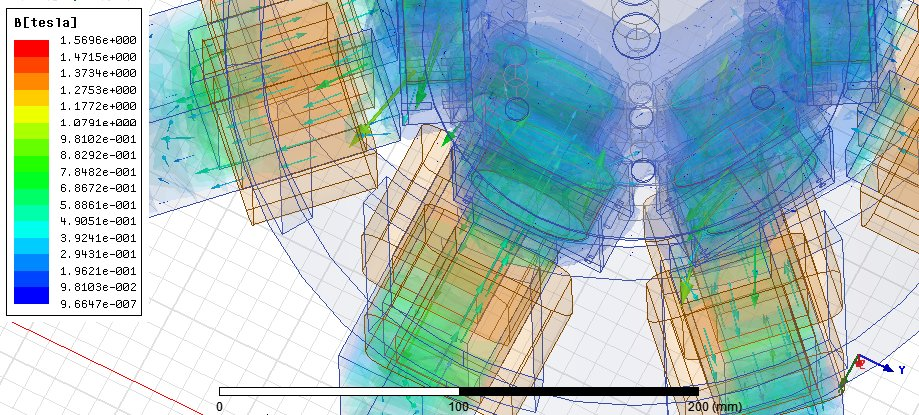 B[tesla]
1.5696e+000
1.4715e+000
1.3734e+000
1.2753e+000
1.1772e+000
1.0791e+000
9.8102e-001
8.8292e-001
7.8482e-001
6.8672e-001
5.8861e-001
4.9051e-001
3.9241e-001
2.9431e-001
1.9621e-001
9.8103e-002
9.6647e-007
Y
0 100 200 (mm)